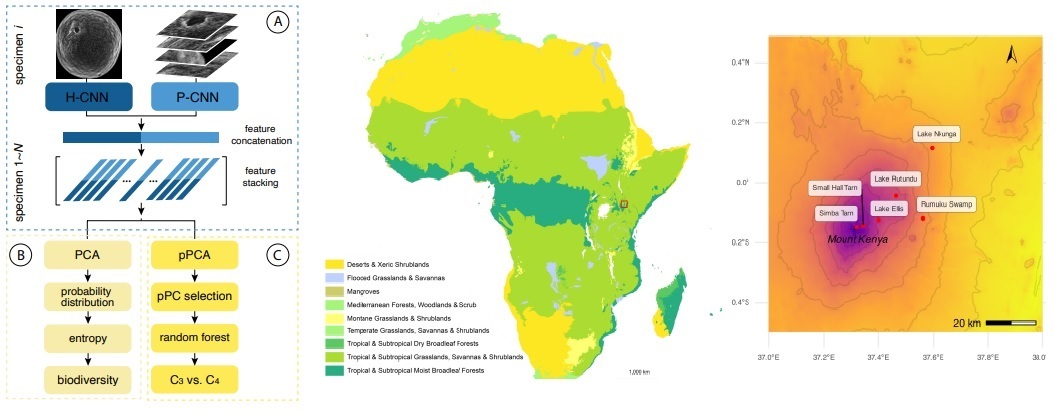 A
specimen i
H-CNN
P-CNN
feature
concatenation
specimen 1~N
...
...
feature
stacking
B
C
PCA
pPCA
probability
distribution
pPC selection
entropy
random forest
biodiversity
C3 vs. C4
Deserts & Xeric Shrublands
Flooced Grasslands & Savannas
Mangroves
Mediterranean Forests, Woodlands & Scrub
Montane Grasslands & Shrublands
Temperate Grasslands, Savannas & Shrublands
Tropical & Subtropical Dry Broadleaf Forests
Tropical & Subtropical Grasslands, Savannas & Shrublands
Tropical & Subtropical Moist Broadleaf Forests
1,000 km
0.4°N
0.2°N
0.0°
0.2°S
0.4°S
Lake Nkunga
Lake Rutundu
Small Hall Tarn
Lake Ellis
Rumuku Swamp
Simba Tarn
Mount Kenya
20 km
37.0°E
37.2°E
37.4°E
37.6°E
37.8°E
38.0